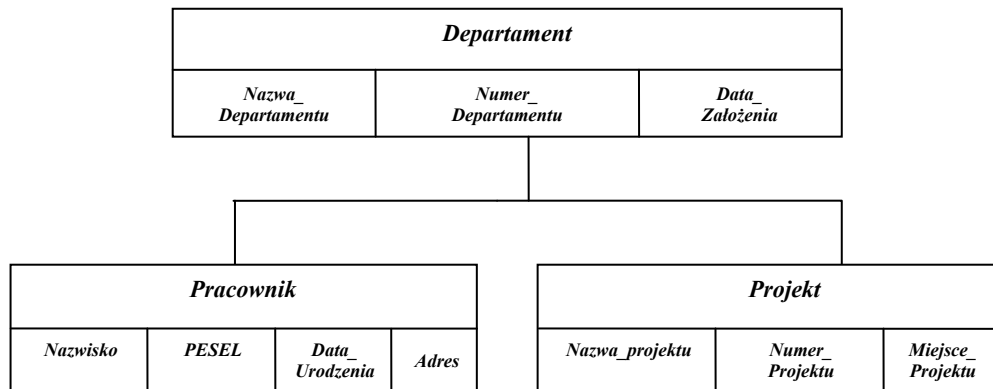 Departament
Nazwa_
Departamentu
Numer_
Departamentu
Data_
Założenia
Pracownik
Nazwisko
PESEL
Data_
Urodzenia
Adres
Projekt
Nazwa_projektu
Numer_
Projektu
Miejsce_
Projektu